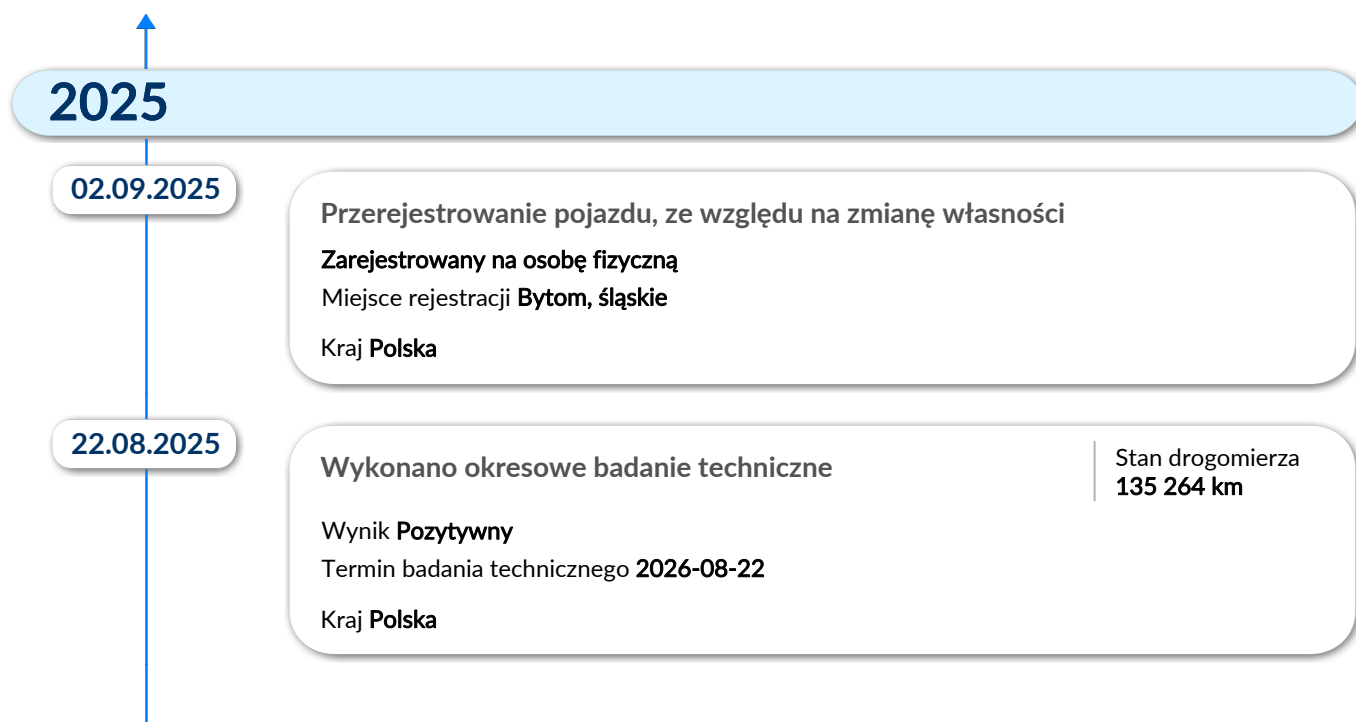 2025
02.09.2025
Przerejestrowanie pojazdu, ze względu na zmianę własności
Zarejestrowany na osobę fizyczną
Miejsce rejestracji Bytom, śląskie
Kraj Polska
22.08.2025
Wykonano okresowe badanie techniczne
Stan drogomierza
135 264 km
Wynik Pozytywny
Termin badania technicznego 2026-08-22
Kraj Polska